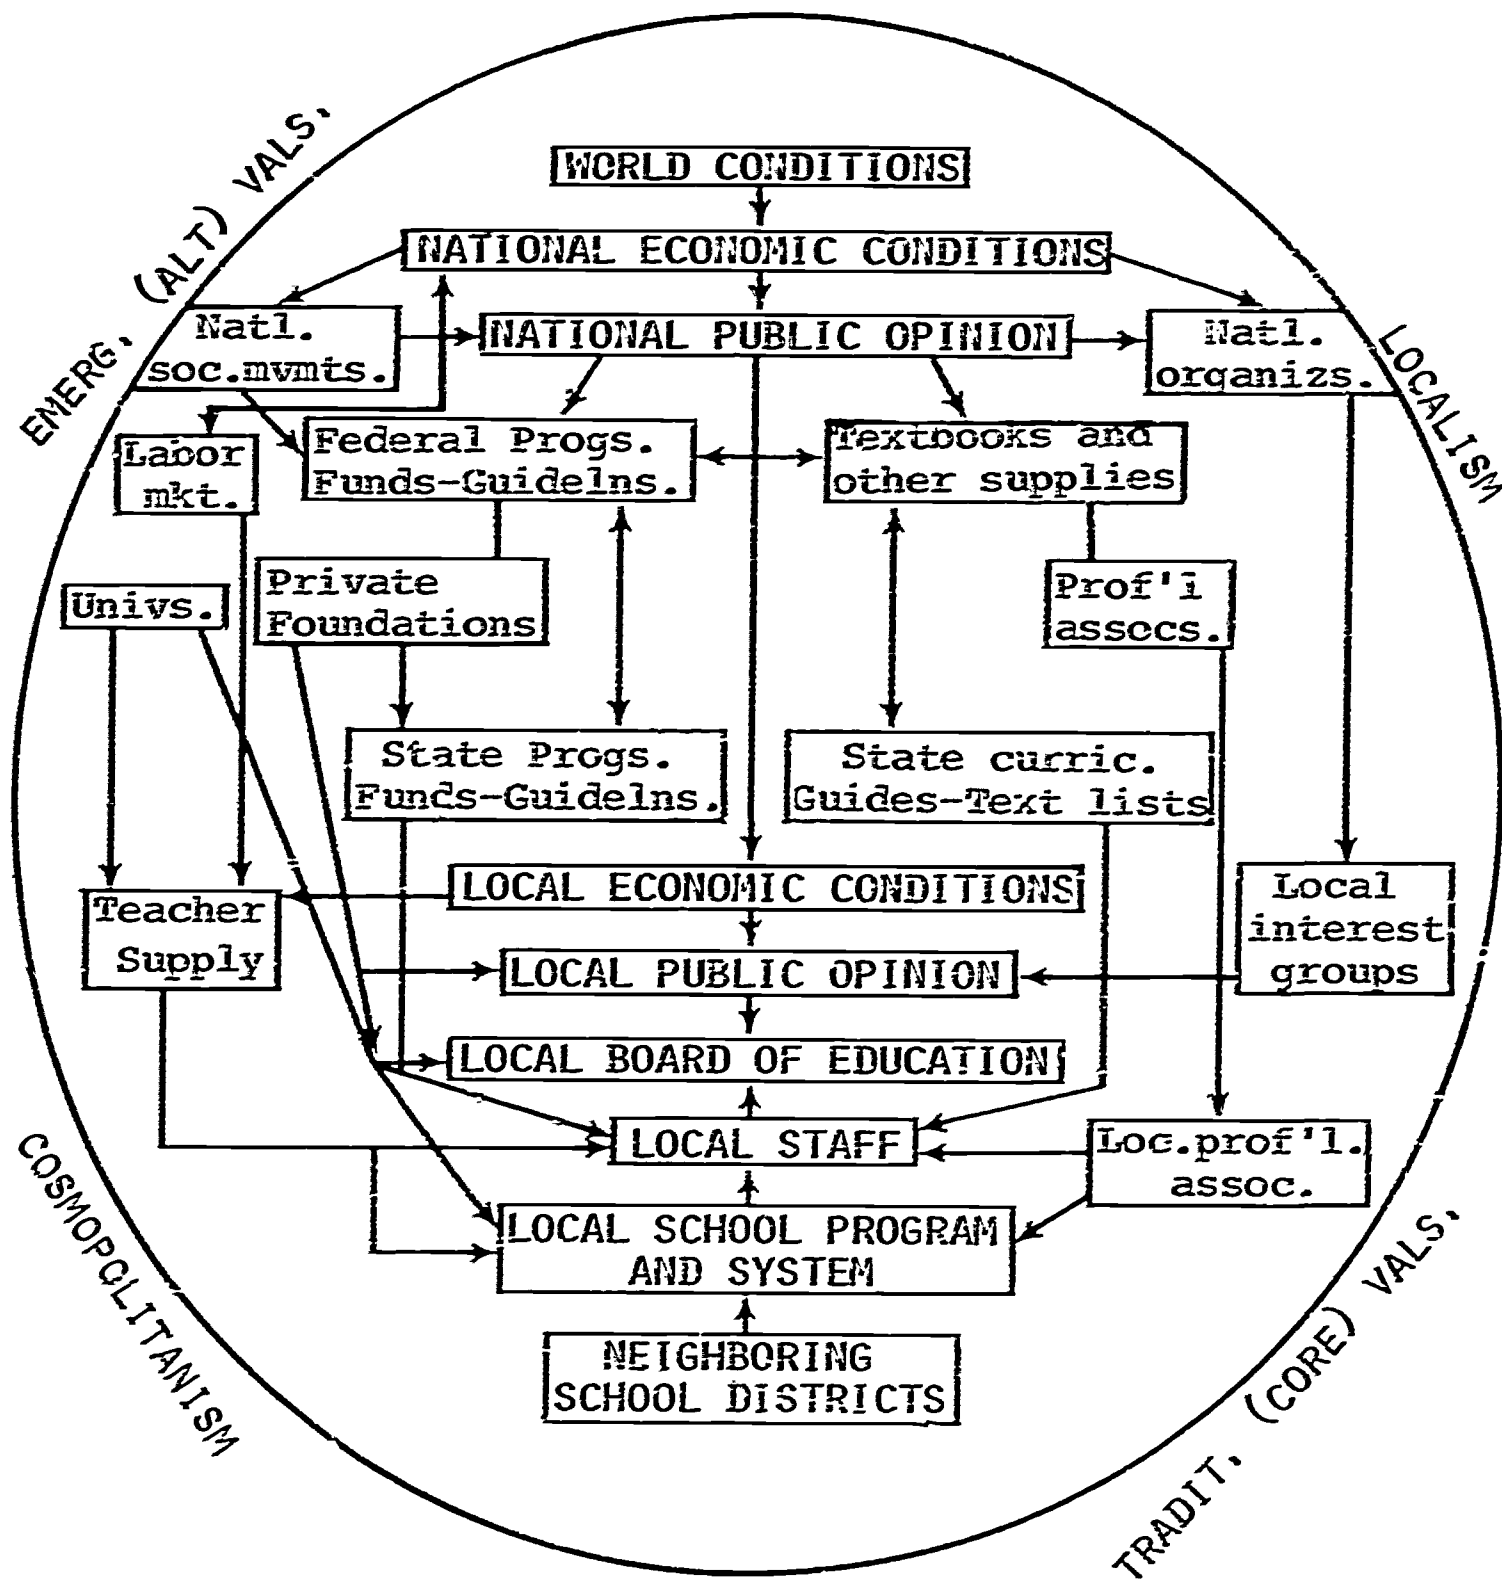 EMERG. (ALT) VALS.
LOCALISM
COSMOPOLITANISM
TRADIT. (CORE) VALS.
WORLD CONDITIONS
NATIONAL ECONOMIC CONDITIONS
Natl.
soc.mvmts.
NATIONAL PUBLIC OPINION
Natl.
organizs.
Labor
mkt.
Federal Progs.
Funds-Guidelns.
Textbooks and
other supplies
Univs.
Private
Foundations
Prof'l
assocs.
State Progs.
Funds-Guidelns.
State curric.
Guides-Text lists
Teacher
Supply
LOCAL ECONOMIC CONDITIONS
Local
interest
groups
LOCAL PUBLIC OPINION
LOCAL BOARD OF EDUCATION
LOCAL STAFF
Loc.prof'l.
assoc.
LOCAL SCHOOL PROGRAM
AND SYSTEM
NEIGHBORING
SCHOOL DISTRICTS